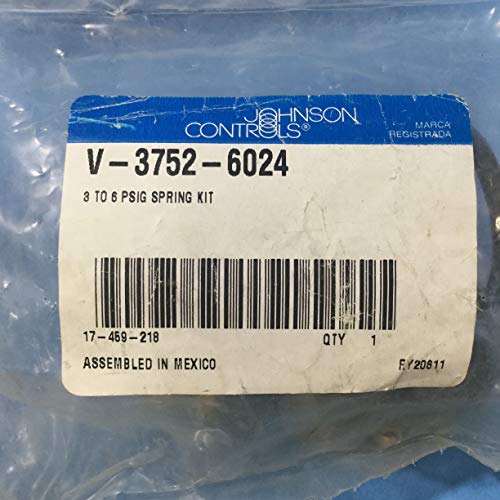 JOHNSON
CONTROLS®
MARCA
REGISTRADA
V-3752-6024
3 TO 6 PSIG SPRING KIT
17-459-218 QTY 1
ASSEMBLED IN MEXICO FY20611